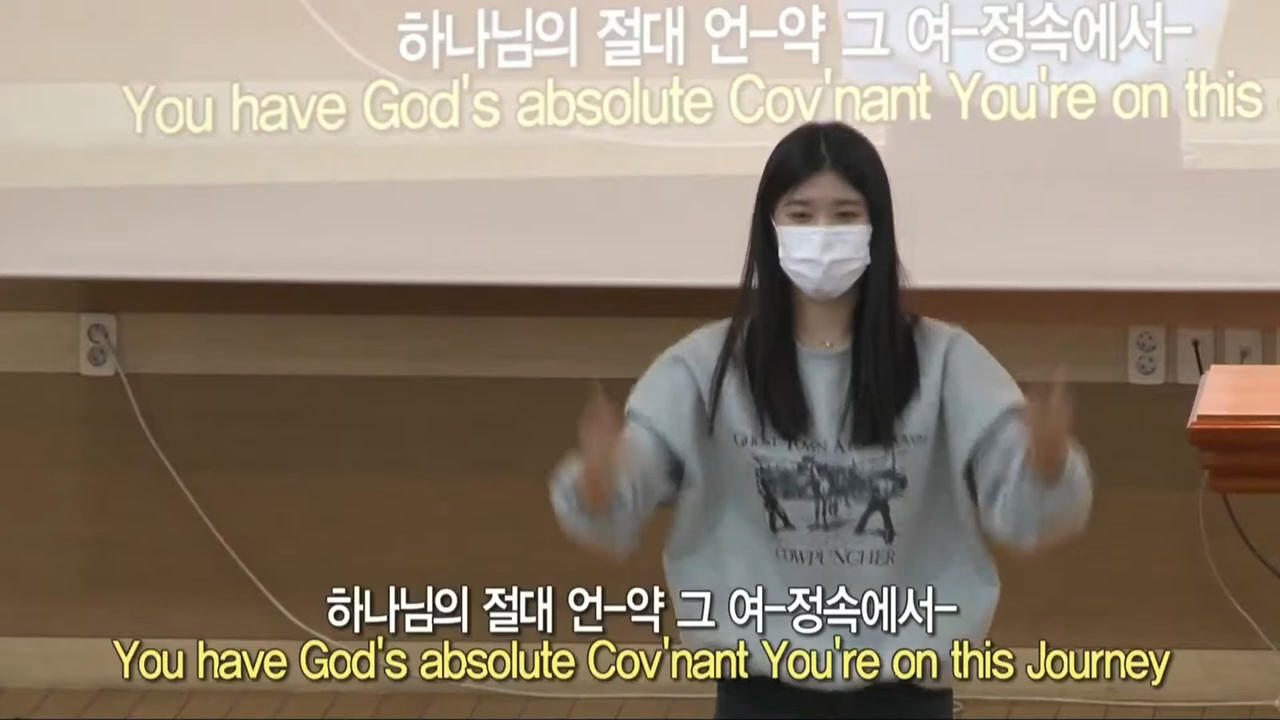 하나님의 절대 언-약 그 여-정속에서-
You have God's absolute Cov'nant You're on this
GHOST TOWN
COWPUNCHER
하나님의 절대 언-약 그 여-정속에서-
You have God's absolute Cov'nant You're on this Journey